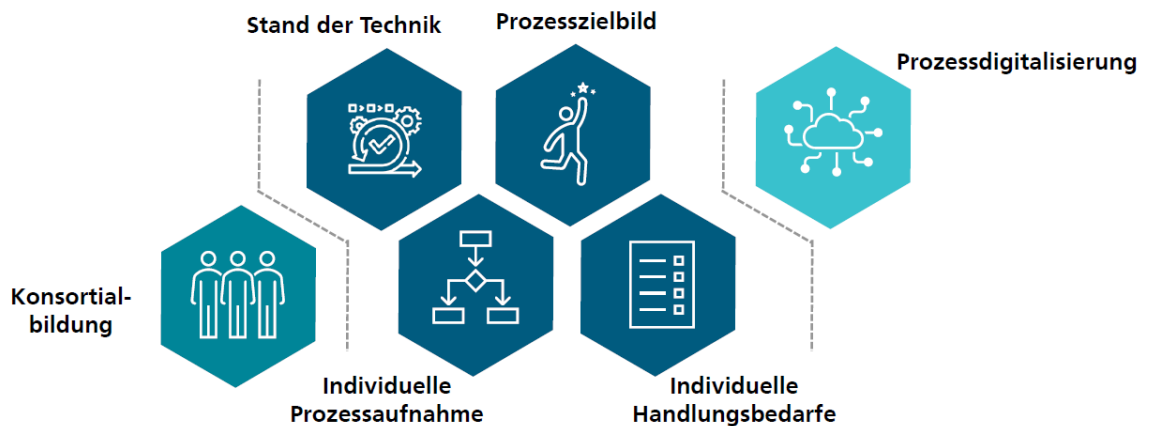 Stand der Technik
Prozesszielbild
Prozessdigitalisierung
Konsortial-
bildung
Individuelle
Prozessaufnahme
Individuelle
Handlungsbedarfe